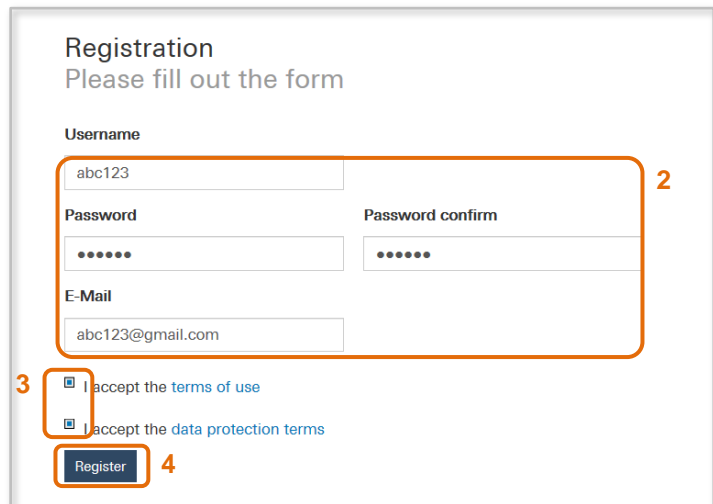 Registration
Please fill out the form
Username
abc123
2
Password Password confirm
●●●●●● ●●●●●●
E-Mail
abc123@gmail.com
3
I accept the terms of use
I accept the data protection terms
Register 4